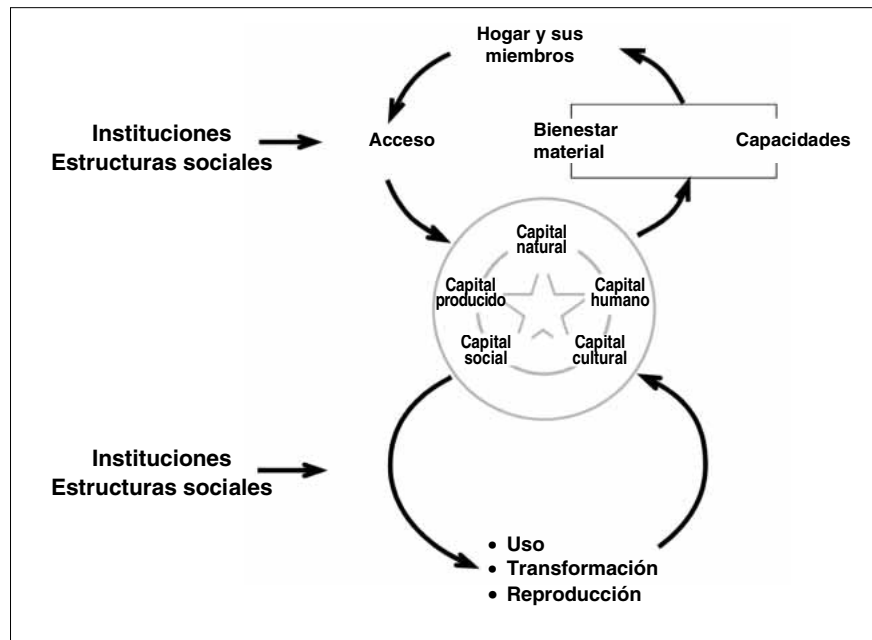 Hogar y sus
miembros
Instituciones
Estructuras sociales
Acceso
Bienestar
material
Capacidades
Capital
natural
Capital
producido
Capital
humano
Capital
social
Capital
cultural
Instituciones
Estructuras sociales
• Uso
• Transformación
• Reproducción